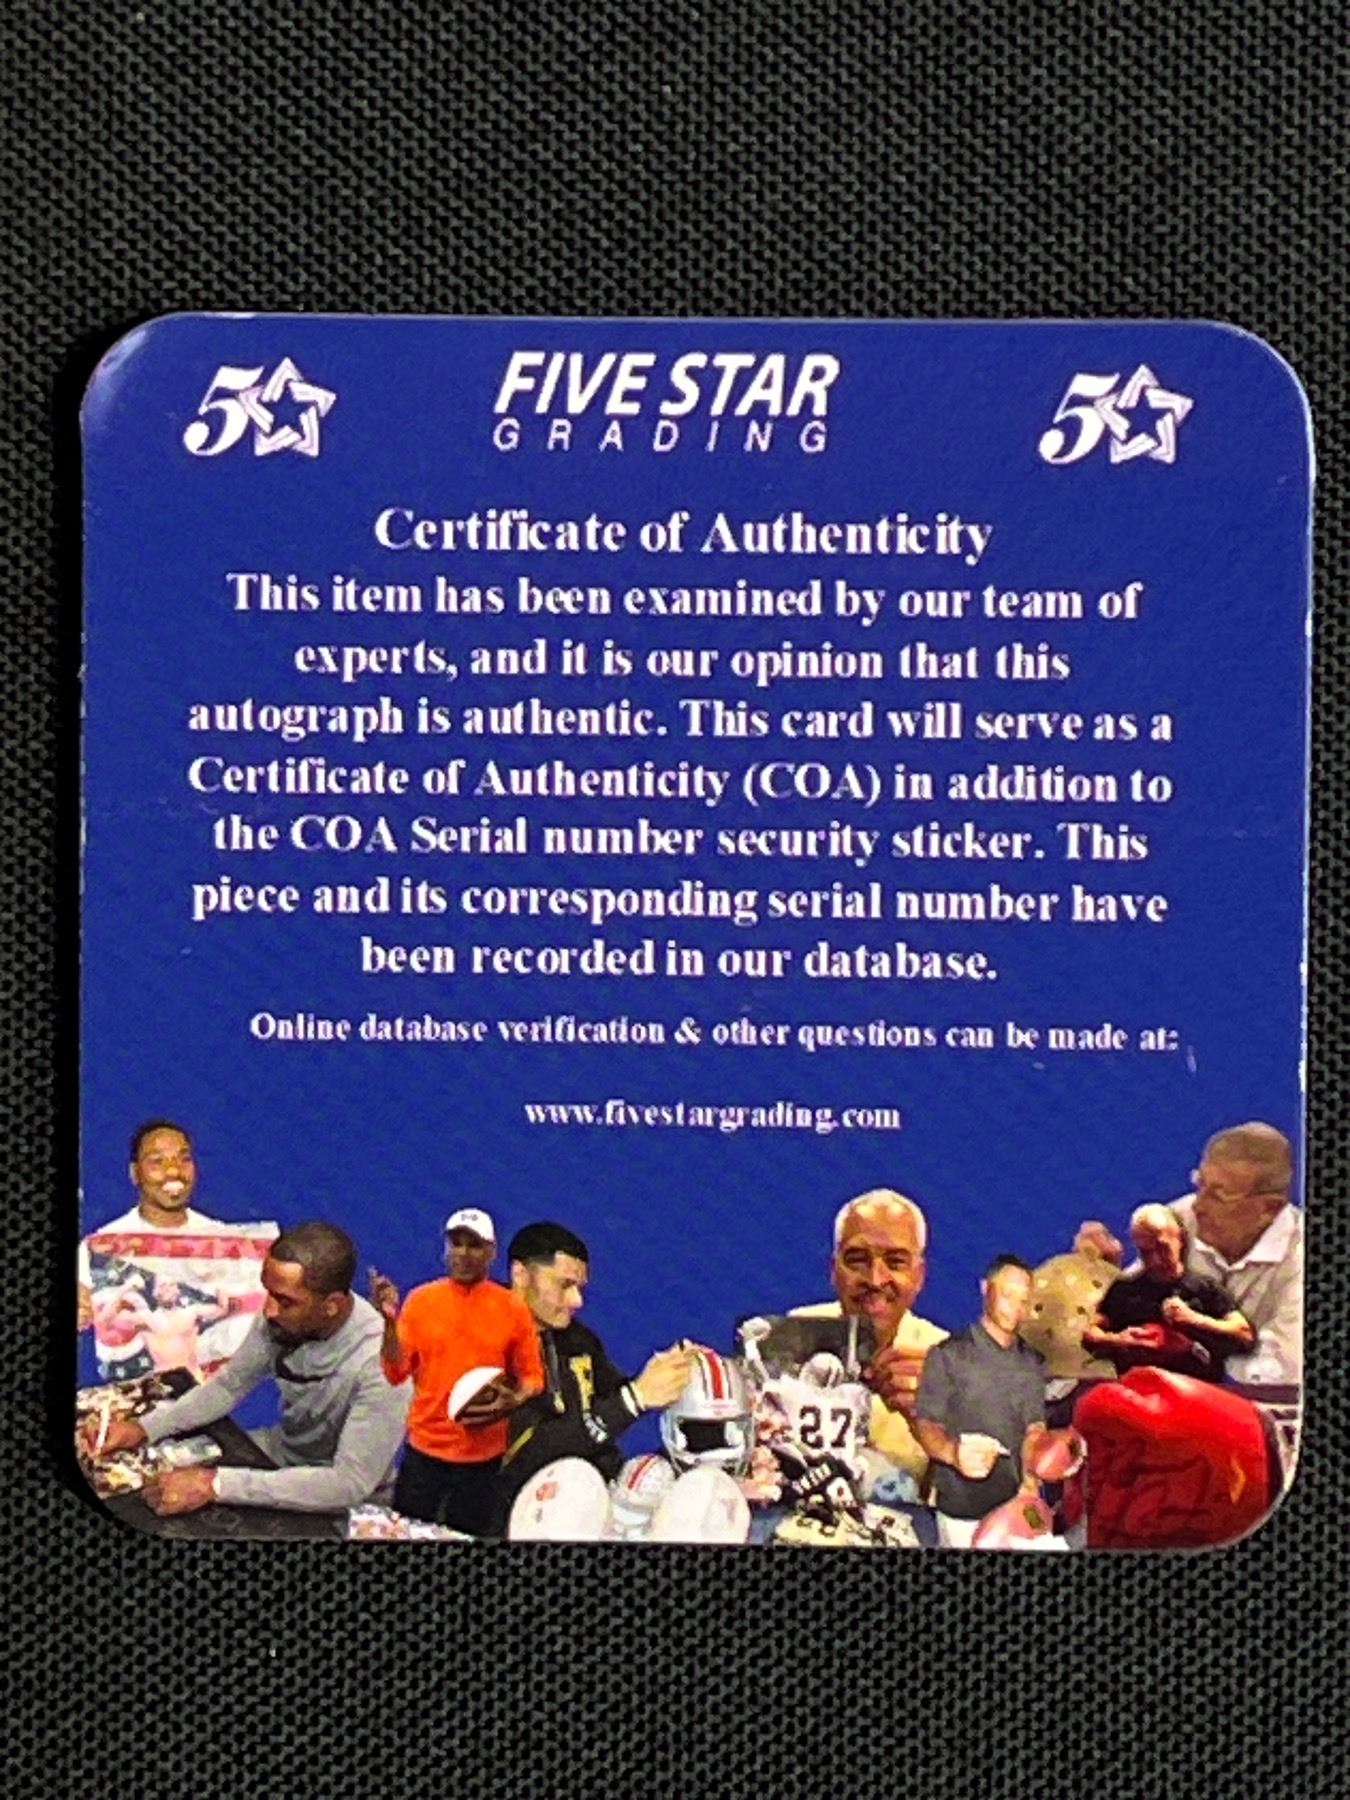 5 FIVE STAR 5
GRADING
Certificate of Authenticity
This item has been examined by our team of
experts, and it is our opinion that this
autograph is authentic. This card will serve as a
Certificate of Authenticity (COA) in addition to
the COA Serial number security sticker. This
piece and its corresponding serial number have
been recorded in our database.
Online database verification & other questions can be made at:
www.fivestargrading.com
27